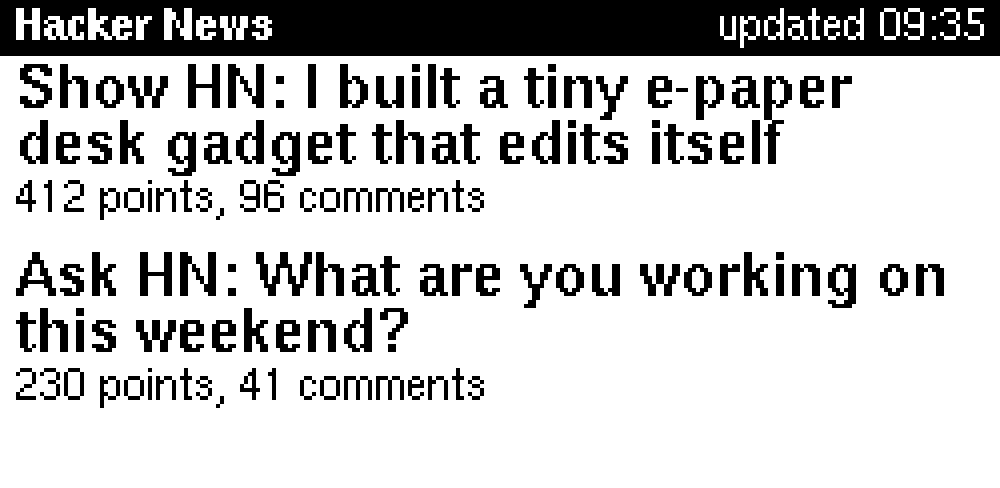 Hacker News updated 09:35
Show HN: I built a tiny e-paper
desk gadget that edits itself
412 points, 96 comments
Ask HN: What are you working on
this weekend?
230 points, 41 comments